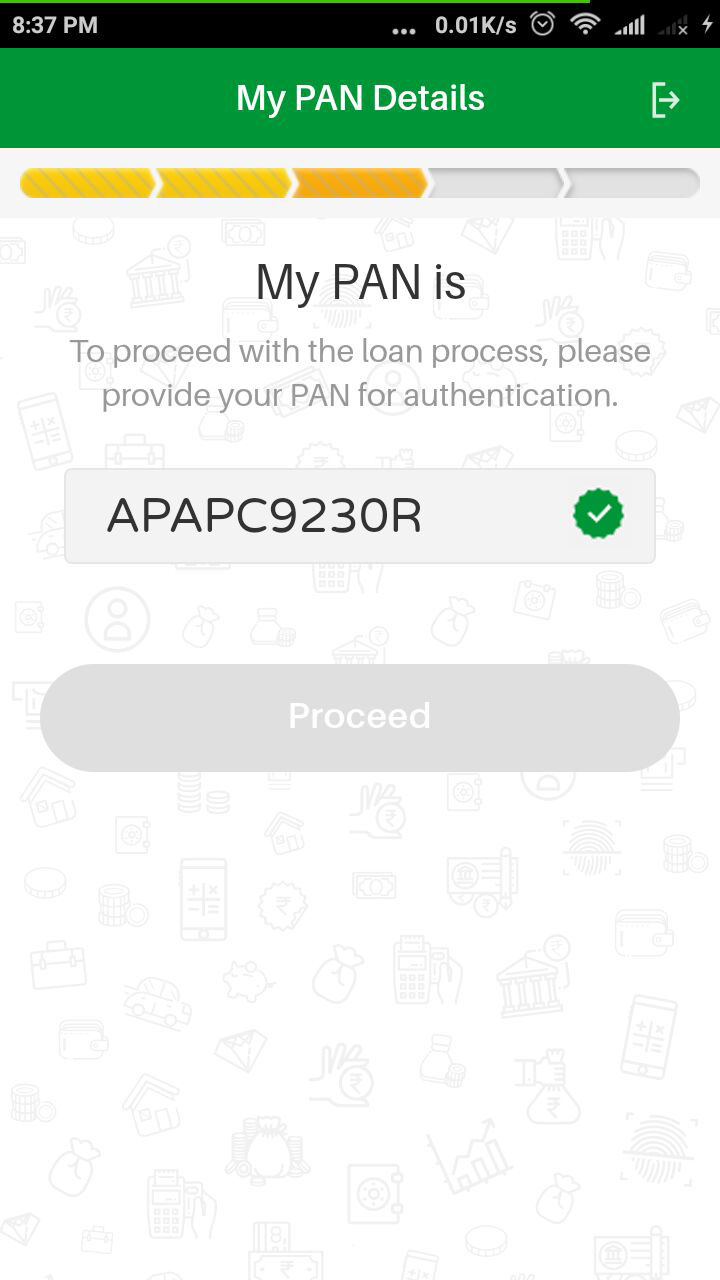 8:37 PM ... 0.01K/s
My PAN Details
My PAN is
To proceed with the loan process, please
provide your PAN for authentication.
APAPC9230R
Proceed